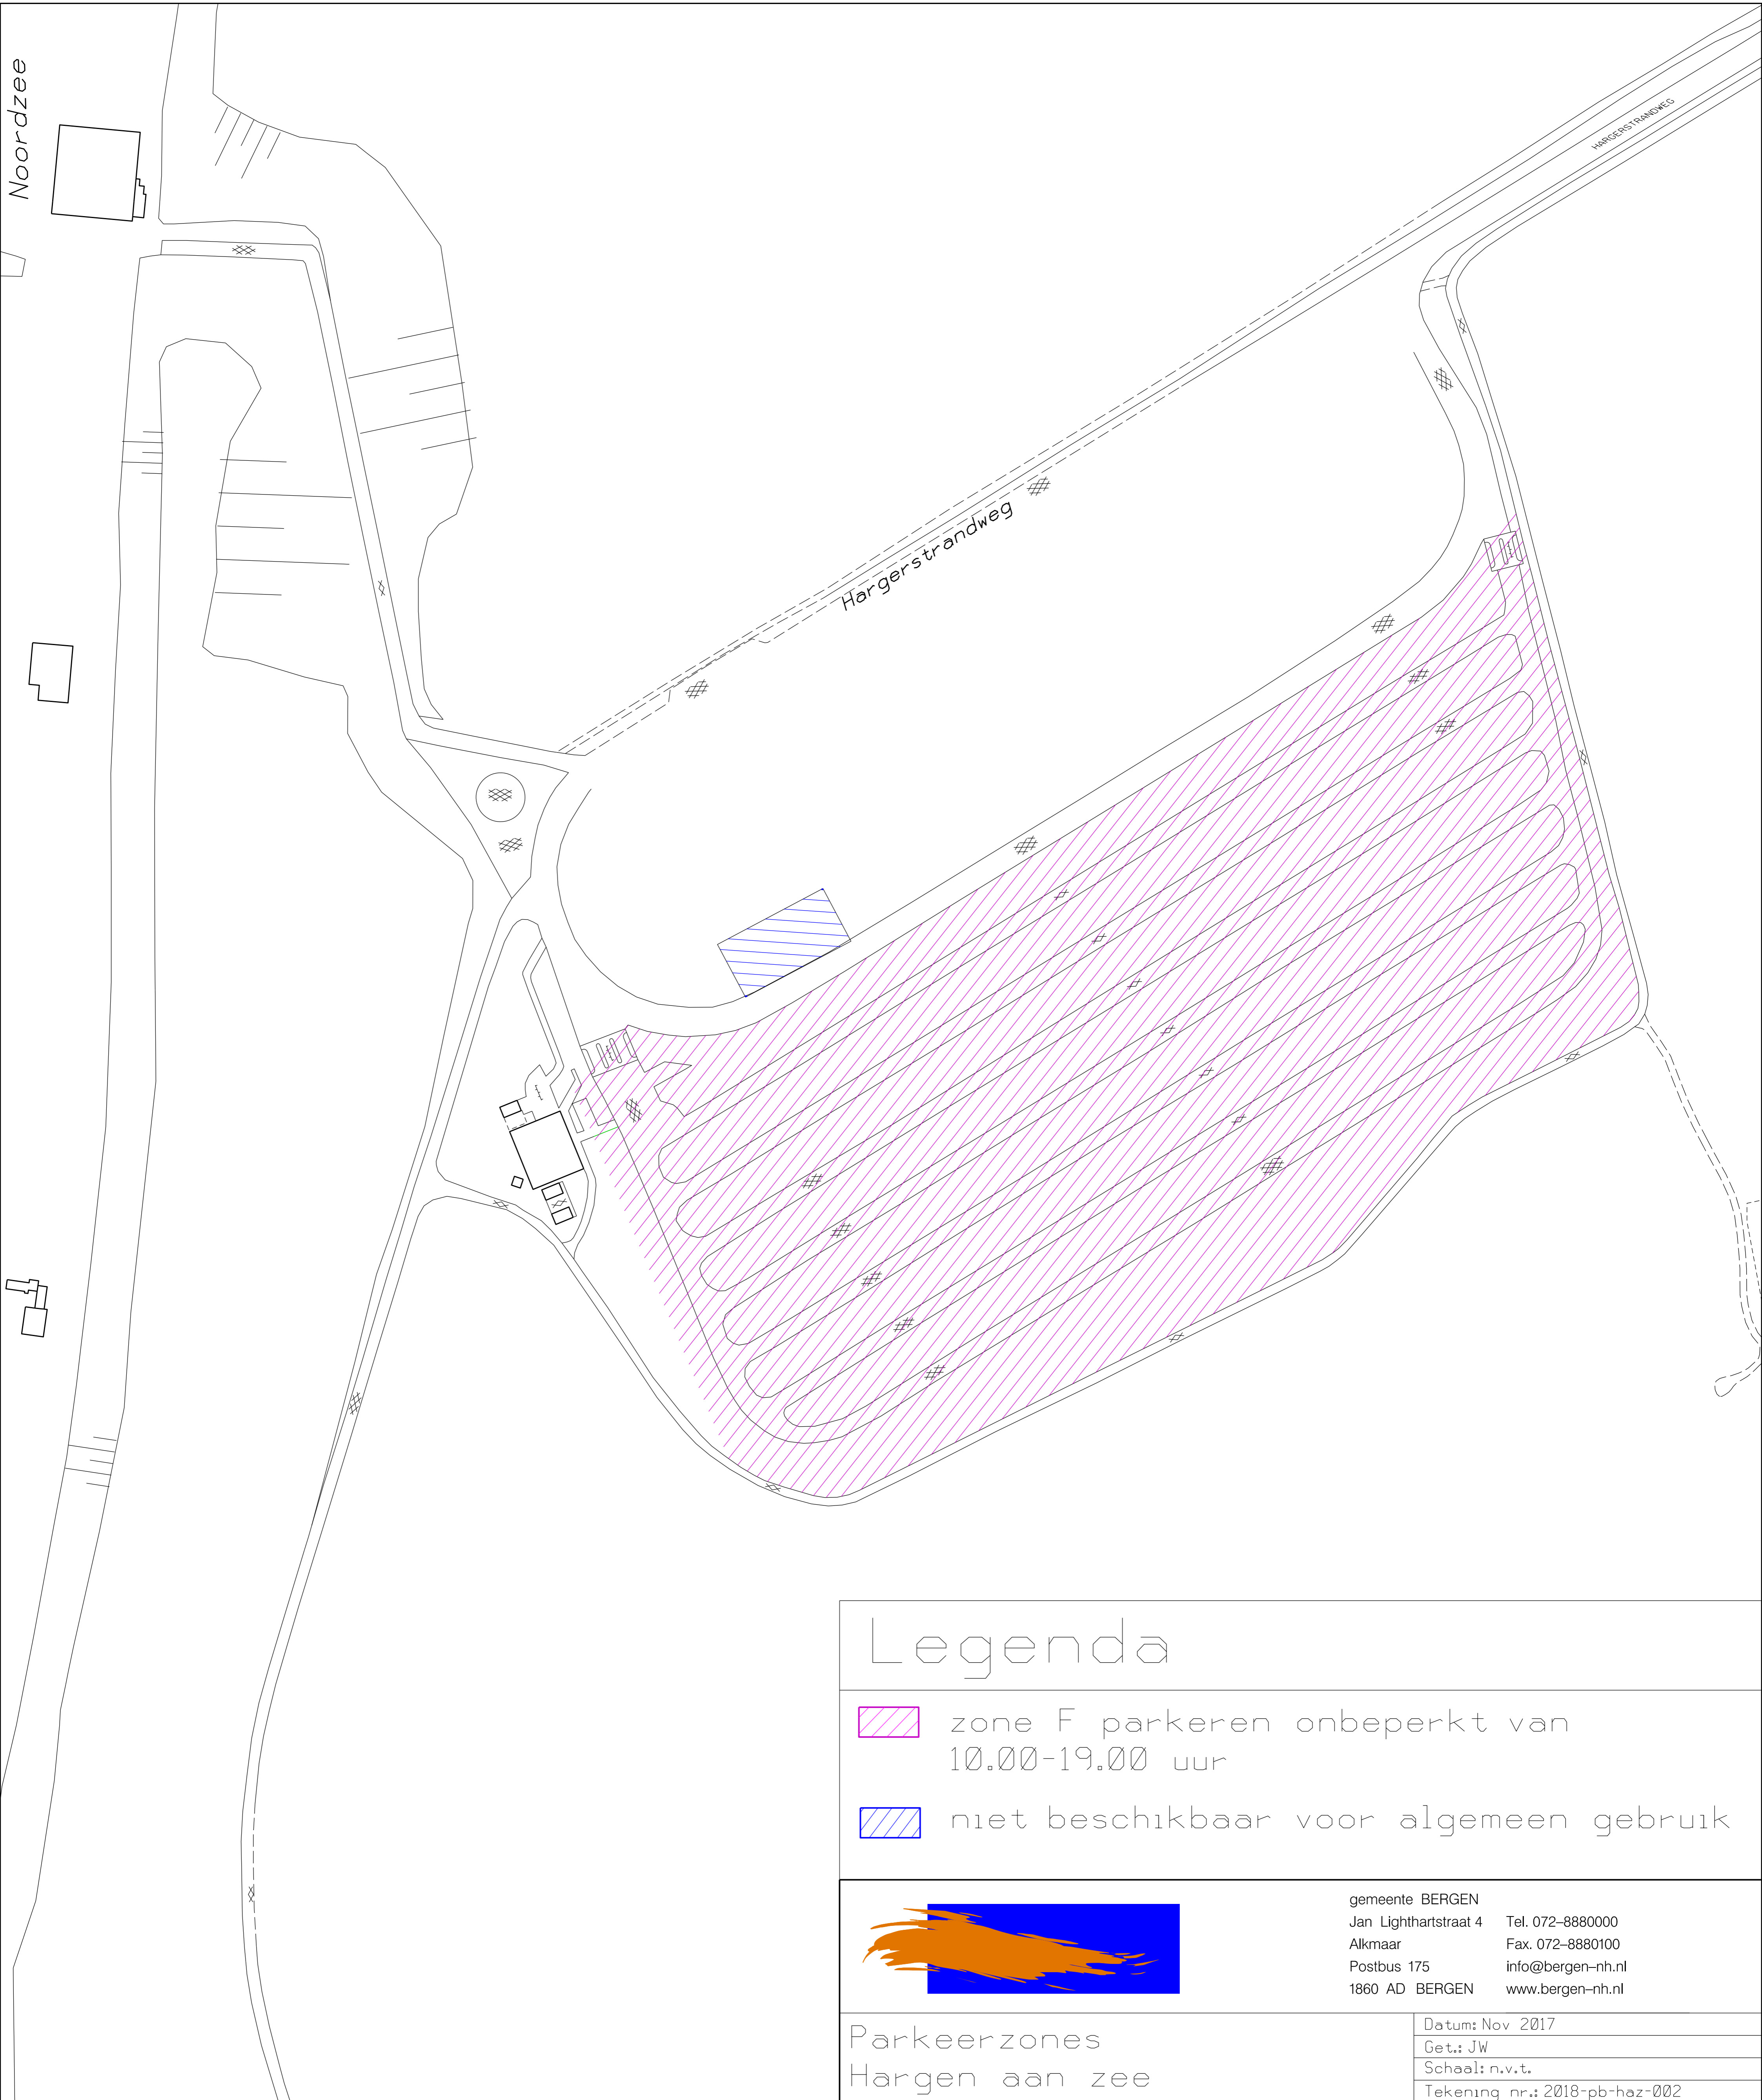 Noordzee
HARGERSTRANDWEG
Hargerstrandweg
Legenda
zone F parkeren onbeperkt van
10.00-19.00 uur
niet beschikbaar voor algemeen gebruik
gemeente BERGEN
Jan Lighthartstraat 4 Tel. 072-8880000
Alkmaar Fax. 072-8880100
Postbus 175 info@bergen-nh.nl
1860 AD BERGEN www.bergen-nh.nl
Parkeerzones
Hargen aan zee
Datum: Nov 2017
Get.: JW
Schaal: n.v.t.
Tekening nr.: 2018-pb-haz-002